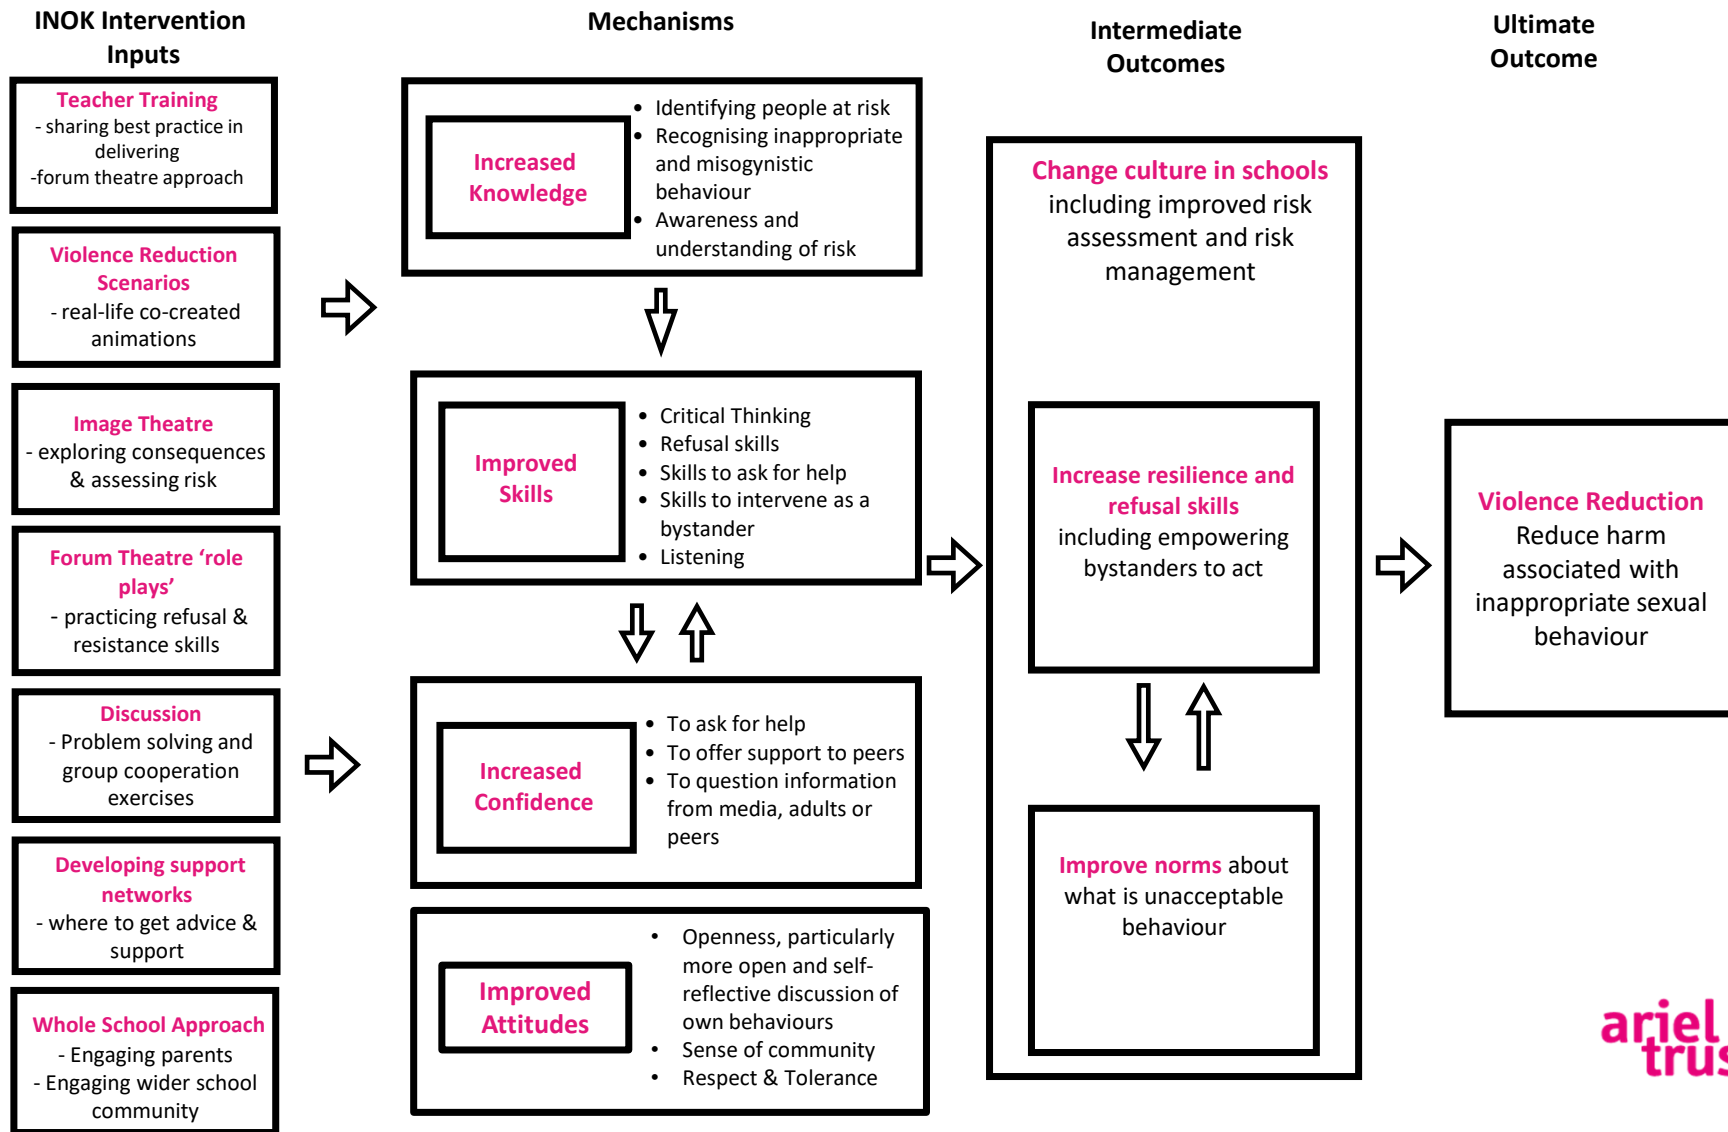 INOK Intervention
Inputs
Teacher Training
- sharing best practice in
delivering
-forum theatre approach
Violence Reduction
Scenarios
- real-life co-created
animations
Image Theatre
- exploring consequences
& assessing risk
Forum Theatre ‘role
plays’
- practicing refusal &
resistance skills
Discussion
- Problem solving and
group cooperation
exercises
Developing support
networks
- where to get advice &
support
Whole School Approach
- Engaging parents
- Engaging wider school
community
Mechanisms
Increased
Knowledge
• Identifying people at risk
• Recognising inappropriate
and misogynistic
behaviour
• Awareness and
understanding of risk
Improved
Skills
• Critical Thinking
• Refusal skills
• Skills to ask for help
• Skills to intervene as a
bystander
• Listening
Increased
Confidence
• To ask for help
• To offer support to peers
• To question information
from media, adults or
peers
Improved
Attitudes
• Openness, particularly
more open and self-
reflective discussion of
own behaviours
• Sense of community
• Respect & Tolerance
Intermediate
Outcomes
Change culture in schools
including improved risk
assessment and risk
management
Increase resilience and
refusal skills
including empowering
bystanders to act
Improve norms about
what is unacceptable
behaviour
Ultimate
Outcome
Violence Reduction
Reduce harm
associated with
inappropriate sexual
behaviour
ariel
trus